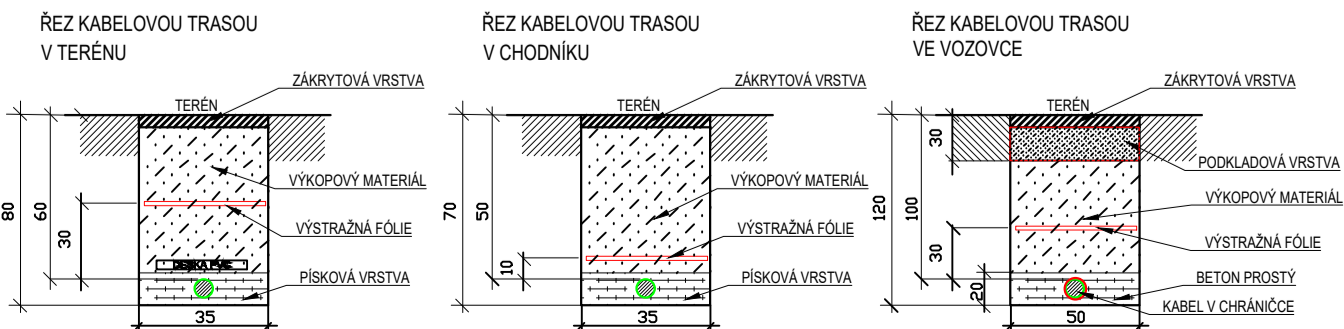 ŘEZ KABELOVOU TRASOU
V TERÉNU
ZÁKRYTOVÁ VRSTVA
TERÉN
VÝKOPOVÝ MATERIÁL
VÝSTRAŽNÁ FÓLIE
DESKA PVC
PÍSKOVÁ VRSTVA
80
60
30
35
ŘEZ KABELOVOU TRASOU
V CHODNÍKU
ZÁKRYTOVÁ VRSTVA
TERÉN
VÝKOPOVÝ MATERIÁL
VÝSTRAŽNÁ FÓLIE
PÍSKOVÁ VRSTVA
70
50
10
35
ŘEZ KABELOVOU TRASOU
VE VOZOVCE
ZÁKRYTOVÁ VRSTVA
TERÉN
PODKLADOVÁ VRSTVA
VÝKOPOVÝ MATERIÁL
VÝSTRAŽNÁ FÓLIE
BETON PROSTÝ
KABEL V CHRÁNIČCE
120
100
30
30
20
50